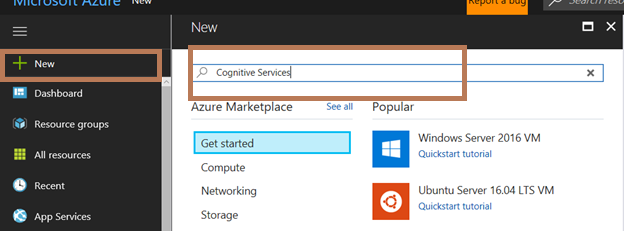 Microsoft Azure New
Report a bug
New
New
Cognitive Services
Dashboard
Resource groups
All resources
Recent
App Services
Azure Marketplace See all
Get started
Compute
Networking
Storage
Popular
Windows Server 2016 VM
Quickstart tutorial
Ubuntu Server 16.04 LTS VM
Quickstart tutorial